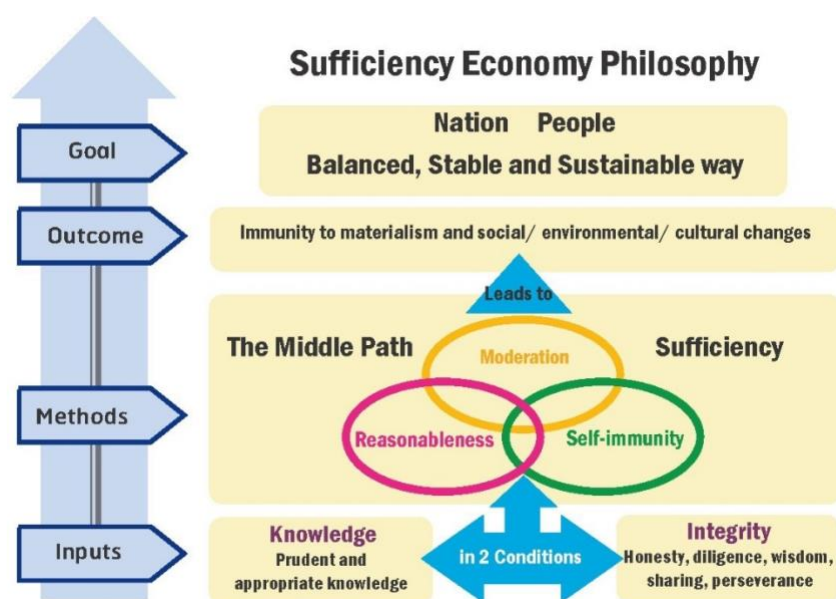 Sufficiency Economy Philosophy
Goal
Nation People
Balanced, Stable and Sustainable way
Outcome
Immunity to materialism and social/ environmental/ cultural changes
Leads to
The Middle Path
Moderation
Sufficiency
Methods
Reasonableness
Self-immunity
Inputs
Knowledge
Prudent and
appropriate knowledge
in 2 Conditions
Integrity
Honesty, diligence, wisdom,
sharing, perseverance